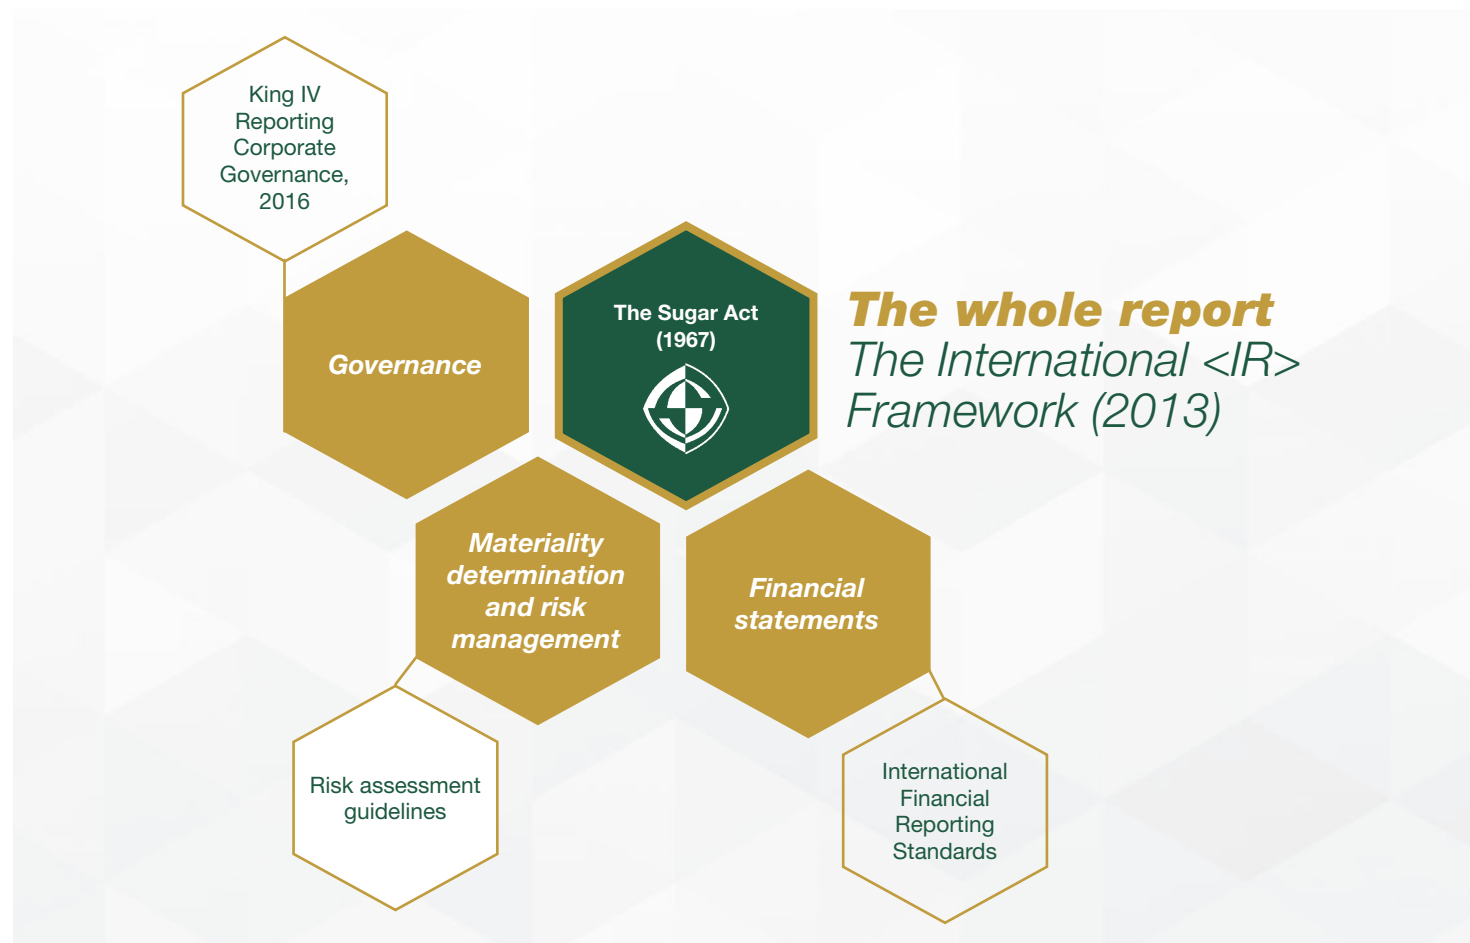 King IV
Reporting
Corporate
Governance,
2016
Governance
The Sugar Act
(1967)
The whole report
The International <IR>
Framework (2013)
Materiality
determination
and risk
management
Financial
statements
Risk assessment
guidelines
International
Financial
Reporting
Standards